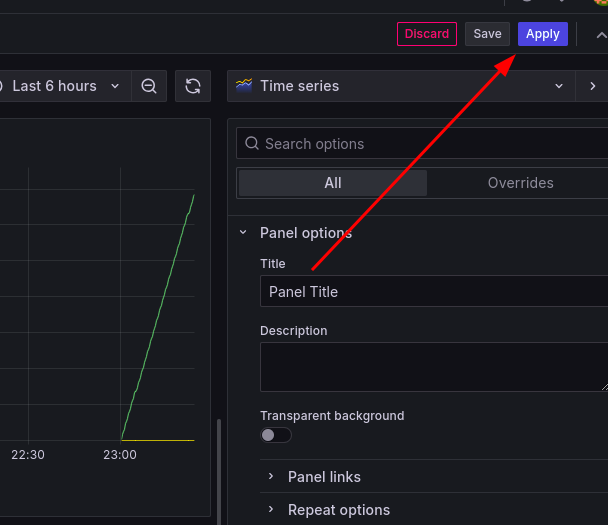 Discard Save Apply
Last 6 hours Time series
Search options
All Overrides
Panel options
Title
Panel Title
Description
Transparent background
22:30 23:00
Panel links
Repeat options